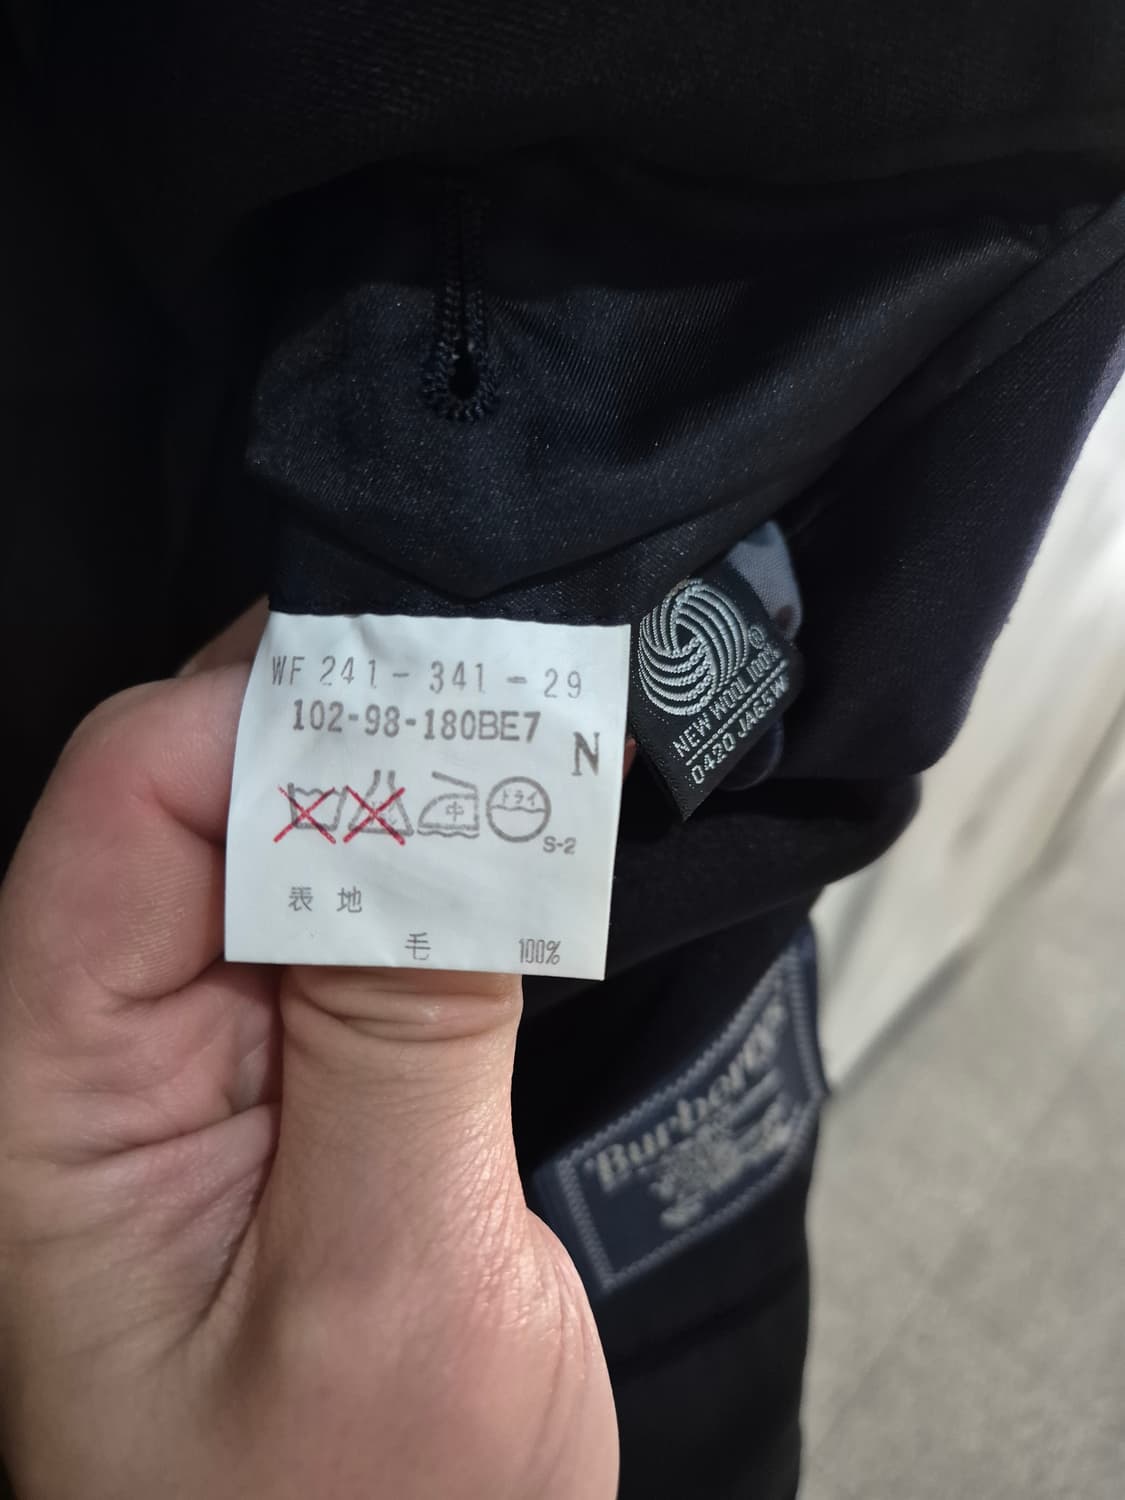 WF 241-341-29
102-98-180BE7
N
中
ドライ
S-2
表地
毛 100%
®
NEW WOOL 100%
0420 JA65W
Burberrys